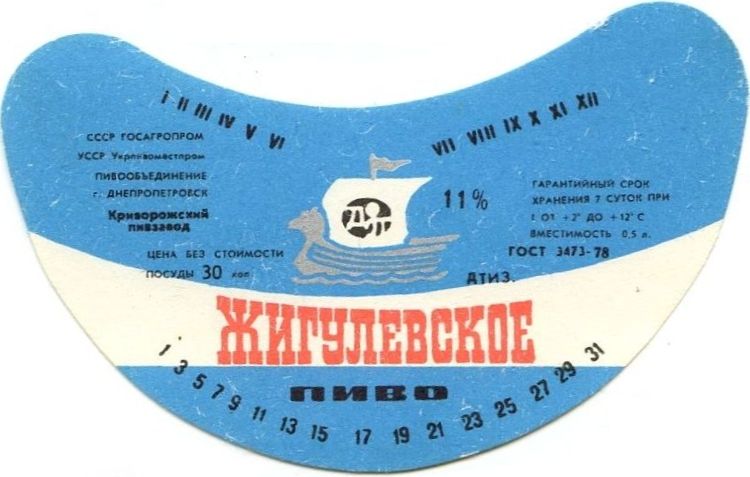 I II III IV V VI
VII VIII IX X XI XII
СССР ГОСАГРОПРОМ
УССР Укрпивоместпром
ПИВООБЪЕДИНЕНИЕ
г. ДНЕПРОПЕТРОВСК
Криворожский
пивзавод
ЦЕНА БЕЗ СТОИМОСТИ
ПОСУДЫ 30 коп
11%
ГАРАНТИЙНЫЙ СРОК
ХРАНЕНИЯ 7 СУТОК ПРИ
t ОТ +2° ДО +12°С
ВМЕСТИМОСТЬ 0,5 л.
ГОСТ 3473-78
ДТИЗ.
ЖИГУЛЕВСКОЕ
ПИВО
1 3 5 7 9 11 13 15 17 19 21 23 25 27 29 31